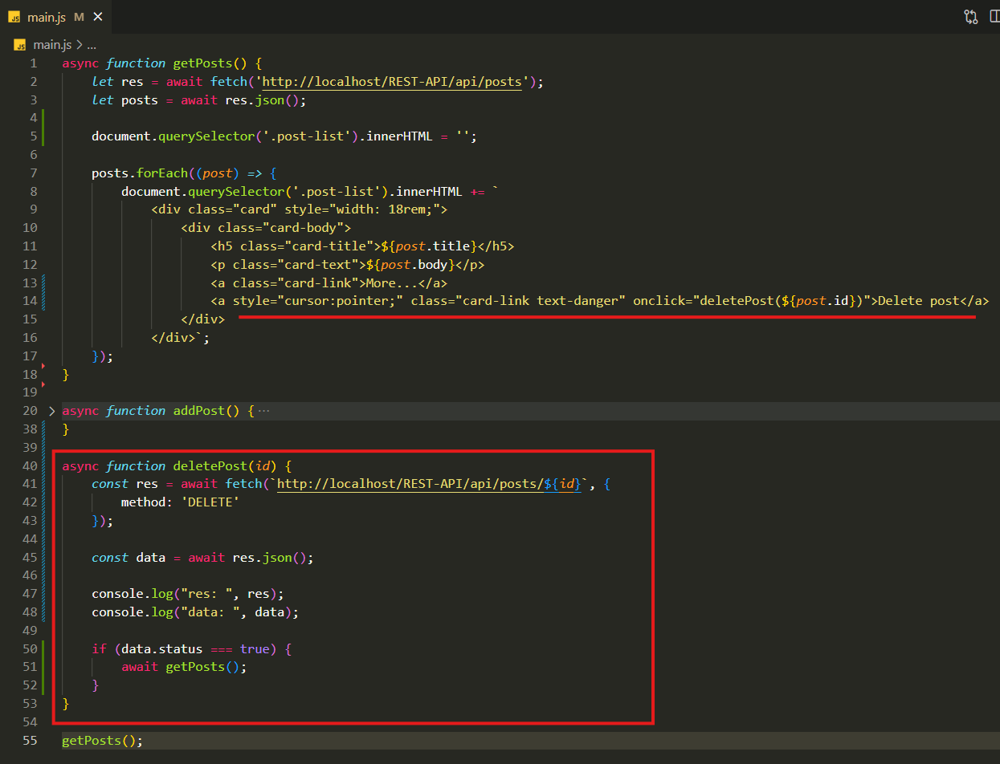 JS main.js M ✕
JS main.js > ...
1 async function getPosts() {
2     let res = await fetch('http://localhost/REST-API/api/posts');
3     let posts = await res.json();
4
5     document.querySelector('.post-list').innerHTML = '';
6
7     posts.forEach((post) => {
8         document.querySelector('.post-list').innerHTML += `
9             <div class="card" style="width: 18rem;">
10                 <div class="card-body">
11                     <h5 class="card-title">${post.title}</h5>
12                     <p class="card-text">${post.body}</p>
13                     <a class="card-link">More...</a>
14                     <a style="cursor:pointer;" class="card-link text-danger" onclick="deletePost(${post.id})">Delete post</a>
15                 </div>
16             </div>`;
17     });
18 }
19
20 > async function addPost() { ...
38 }
39
40 async function deletePost(id) {
41     const res = await fetch(`http://localhost/REST-API/api/posts/${id}`, {
42         method: 'DELETE'
43     });
44
45     const data = await res.json();
46
47     console.log("res: ", res);
48     console.log("data: ", data);
49
50     if (data.status === true) {
51         await getPosts();
52     }
53 }
54
55 getPosts();